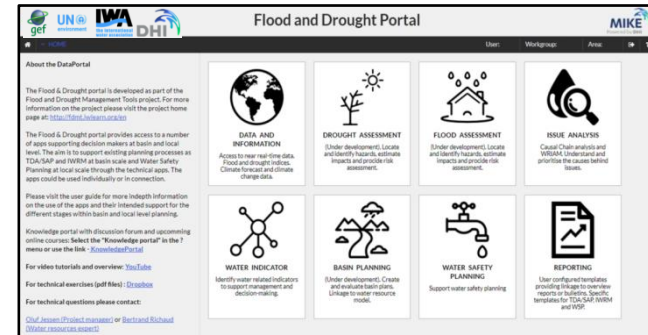 gef
UN
environment
IWA
the international
water association
DHI
Flood and Drought Portal
MIKE
Powered by DHI
HOME
User:
Workgroup:
Area:
About the DataPortal
The Flood & Drought portal is developed as part of the
Flood and Drought Management Tools project. For more
information on the project please visit the project home
page at: http://fdmt.iwlearn.org/en
The Flood & Drought portal provides access to a number
of apps supporting decision makers at basin and local
level. The aim is to support existing planning processes as
TDA/SAP and IWRM at basin scale and Water Safety
Planning at local scale through the technical apps. The
apps could be used individually or in connection.
Please visit the user guide for more indepth information
on the use of the apps and their intended support for the
different stages within basin and local level planning.
Knowledge portal with discussion forum and upcomming
online courses: Select the "Knowledge portal" in the ?
menu or use the link - KnowledgePortal
For video tutorials and overview: YouTube
For technical exercises (pdf files) : Dropbox
For technical questions please contact:
Oluf Jessen (Project manager) or Bertrand Richaud
(Water resources expert)
DATA AND
INFORMATION
Access to near real-time data.
Flood and drought indices.
Climate forecast and climate
change data.
DROUGHT ASSESSMENT
(Under development). Locate
and identify hazards, estimate
impacts and procide risk
assessment.
FLOOD ASSESSMENT
(Under development). Locate
and identify hazards, estimate
impacts and procide risk
assessment.
ISSUE ANALYSIS
Causal Chain analysis and
WRIAM. Understand and
prioritise the causes behind
issues.
WATER INDICATOR
Identify water related indicators
to support management and
decision-making.
BASIN PLANNING
(Under development). Create
and evaluate basin plans.
Linkage to water resource
model.
WATER SAFETY
PLANNING
Support water safety planning
REPORTING
User configured templates
providing linkage to overview
reports or bulletins. Specific
templates for TDA/SAP, IWRM
and WSP.